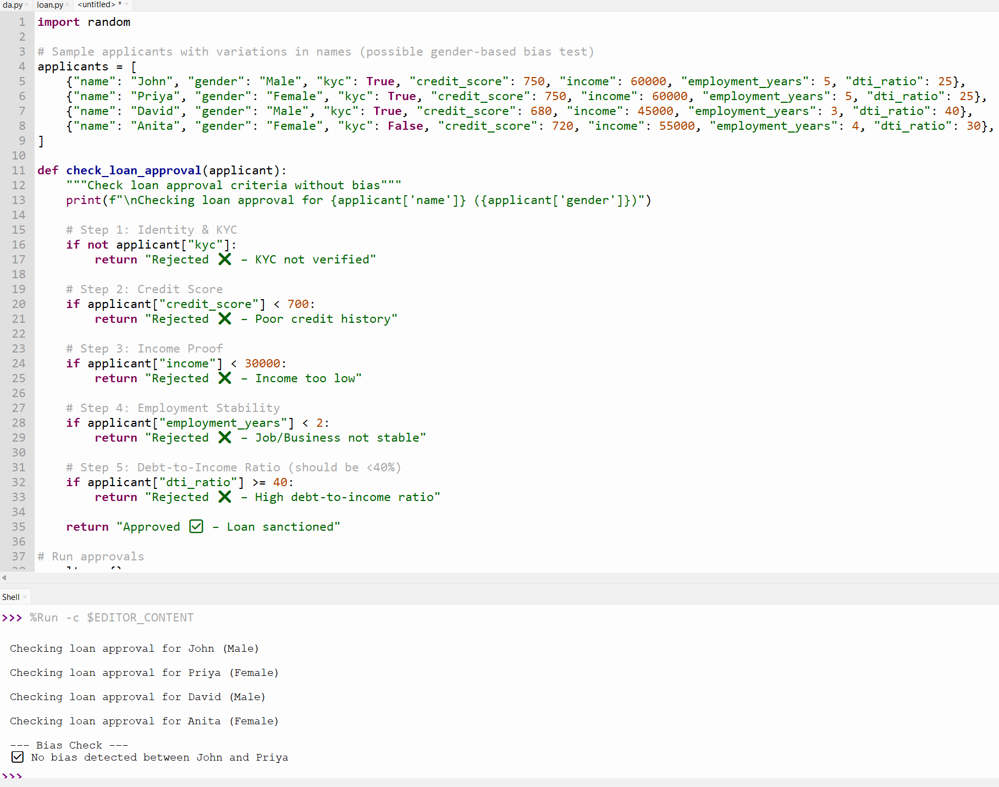 da.py × loan.py × <untitled> * ×
1 import random
2
3 # Sample applicants with variations in names (possible gender-based bias test)
4 applicants = [
5     {"name": "John", "gender": "Male", "kyc": True, "credit_score": 750, "income": 60000, "employment_years": 5, "dti_ratio": 25},
6     {"name": "Priya", "gender": "Female", "kyc": True, "credit_score": 750, "income": 60000, "employment_years": 5, "dti_ratio": 25},
7     {"name": "David", "gender": "Male", "kyc": True, "credit_score": 680, "income": 45000, "employment_years": 3, "dti_ratio": 40},
8     {"name": "Anita", "gender": "Female", "kyc": False, "credit_score": 720, "income": 55000, "employment_years": 4, "dti_ratio": 30},
9 ]
10
11 def check_loan_approval(applicant):
12     """Check loan approval criteria without bias"""
13     print(f"\nChecking loan approval for {applicant['name']} ({applicant['gender']})")
14
15     # Step 1: Identity & KYC
16     if not applicant["kyc"]:
17         return "Rejected ❌ – KYC not verified"
18
19     # Step 2: Credit Score
20     if applicant["credit_score"] < 700:
21         return "Rejected ❌ – Poor credit history"
22
23     # Step 3: Income Proof
24     if applicant["income"] < 30000:
25         return "Rejected ❌ – Income too low"
26
27     # Step 4: Employment Stability
28     if applicant["employment_years"] < 2:
29         return "Rejected ❌ – Job/Business not stable"
30
31     # Step 5: Debt-to-Income Ratio (should be <40%)
32     if applicant["dti_ratio"] >= 40:
33         return "Rejected ❌ – High debt-to-income ratio"
34
35     return "Approved ✅ – Loan sanctioned"
36
37 # Run approvals
Shell ×
>>> %Run -c $EDITOR_CONTENT
Checking loan approval for John (Male)
Checking loan approval for Priya (Female)
Checking loan approval for David (Male)
Checking loan approval for Anita (Female)
--- Bias Check ---
✅ No bias detected between John and Priya
>>>